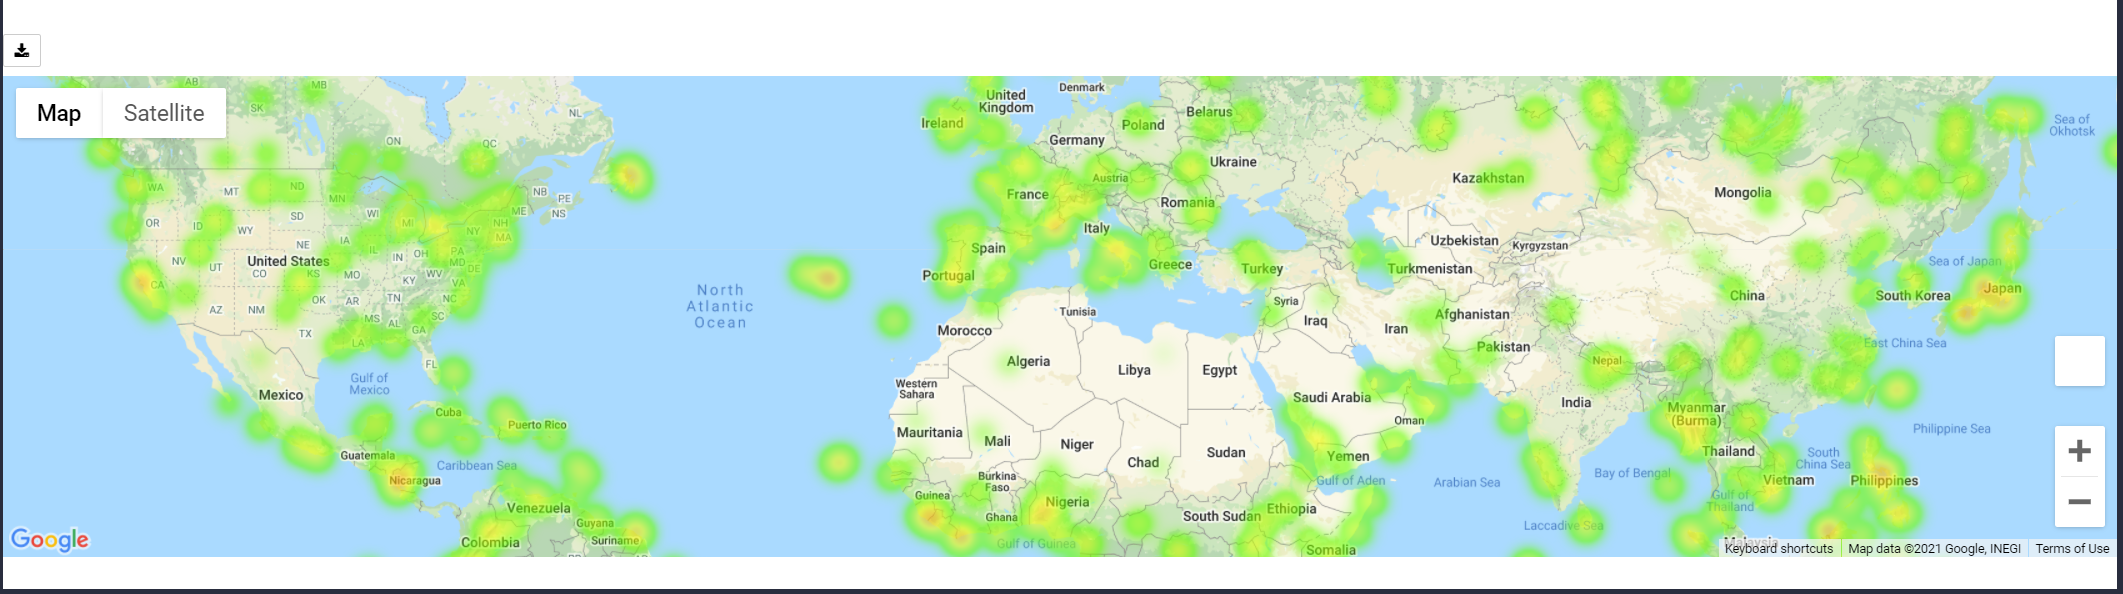 Map
Satellite
AB
SK
MB
ON
QC
NL
NB
PE
NS
ME
NH
MA
NY
PA
MD
DE
WV
VA
KY
NC
TN
SC
GA
AL
MS
AR
LA
FL
WA
MT
ND
MN
OR
ID
SD
WI
MI
WY
NE
IA
IL
IN
OH
NV
UT
CO
KS
CA
AZ
NM
OK
TX
United States
Mexico
Gulf of
Mexico
Cuba
Puerto Rico
Guatemala
Caribbean Sea
Nicaragua
Venezuela
Guyana
Suriname
Colombia
North
Atlantic
Ocean
United
Kingdom
Ireland
Denmark
Belarus
Poland
Germany
Ukraine
Austria
France
Romania
Italy
Spain
Portugal
Greece
Turkey
Tunisia
Syria
Morocco
Iraq
Iran
Algeria
Libya
Egypt
Western
Sahara
Saudi Arabia
Oman
Mauritania
Mali
Niger
Chad
Sudan
Yemen
Gulf of Aden
Burkina
Faso
Guinea
Ghana
Nigeria
South Sudan
Ethiopia
Gulf of Guinea
Somalia
Kazakhstan
Mongolia
Uzbekistan
Kyrgyzstan
Turkmenistan
Afghanistan
Pakistan
China
South Korea
Japan
Sea of Japan
Sea of
Okhotsk
East China Sea
Nepal
India
Myanmar
(Burma)
Thailand
Vietnam
South
China Sea
Philippines
Philippine Sea
Arabian Sea
Bay of Bengal
Laccadive Sea
Gulf of
Thailand
Malaysia
Google
Keyboard shortcuts
Map data ©2021 Google, INEGI
Terms of Use